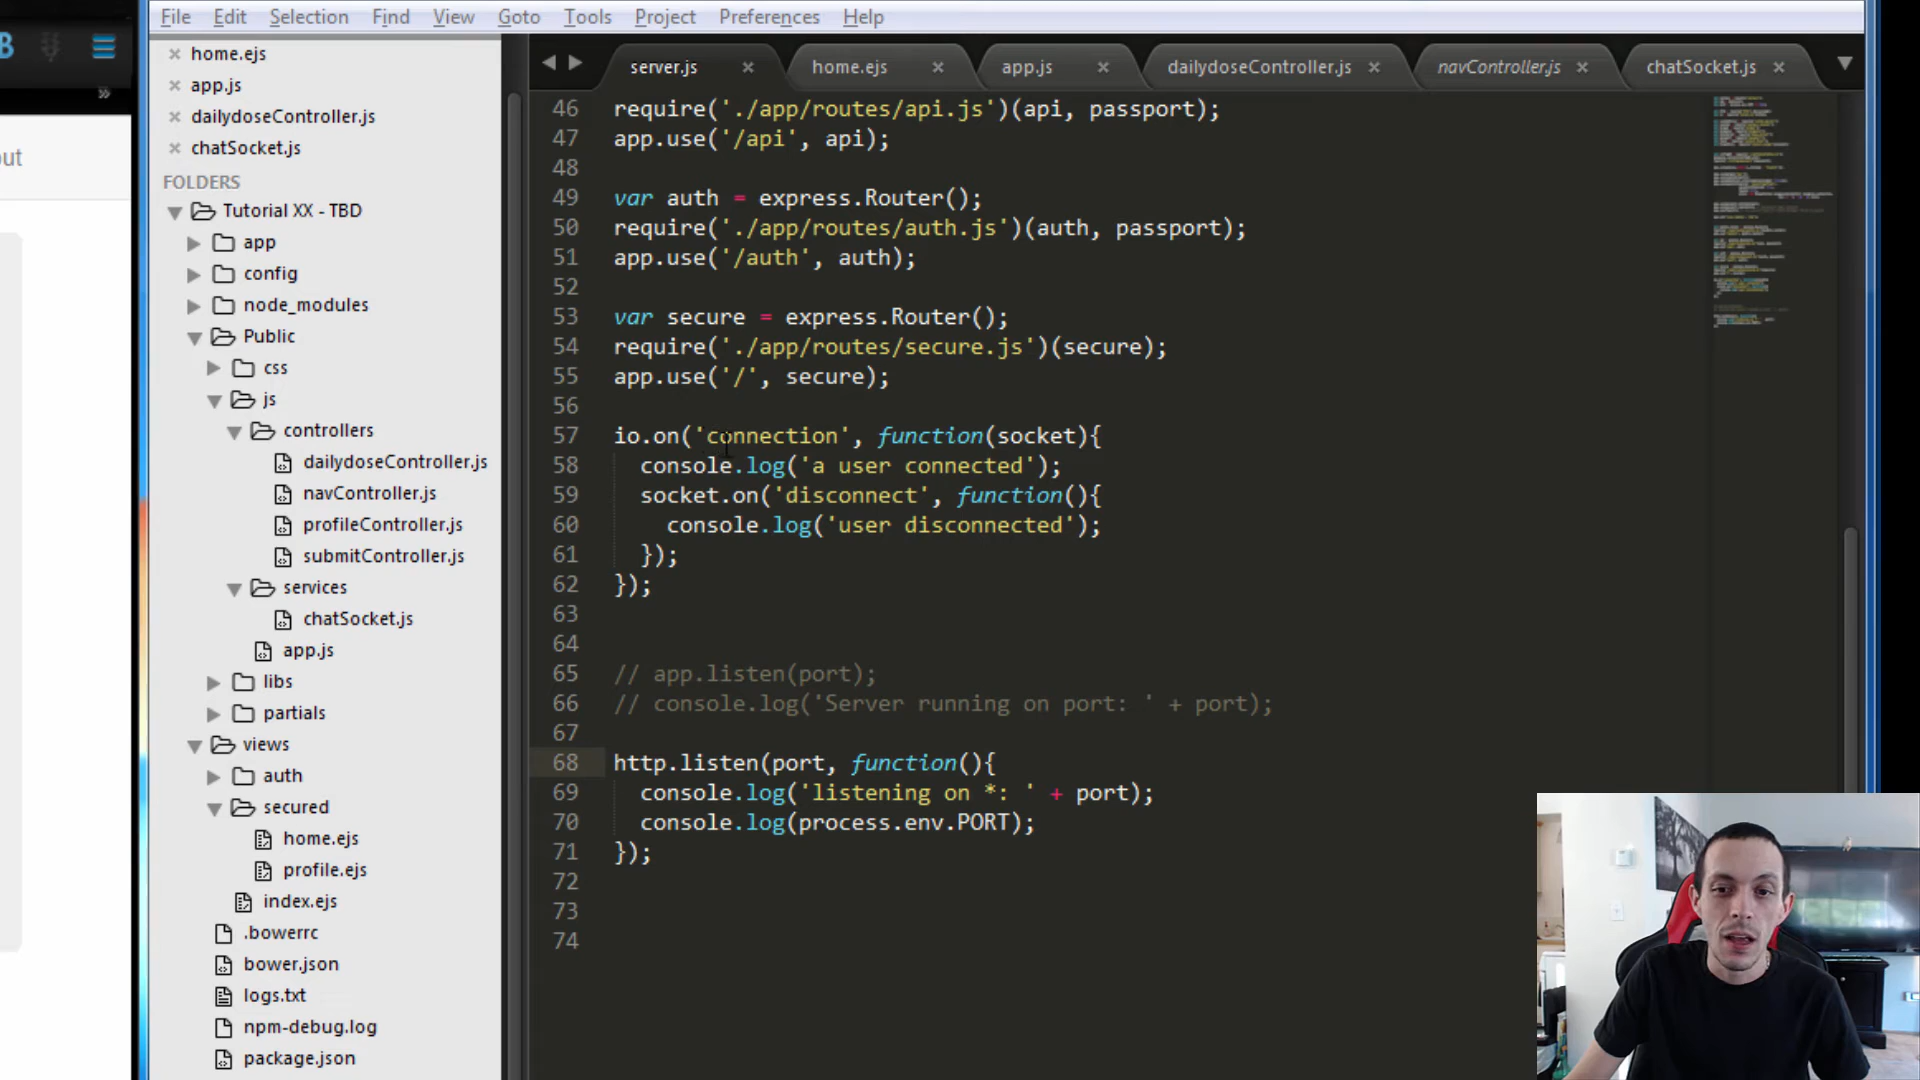 B
»
out
File Edit Selection Find View Goto Tools Project Preferences Help
× home.ejs
× app.js
× dailydoseController.js
× chatSocket.js
FOLDERS
Tutorial XX - TBD
app
config
node_modules
Public
css
js
controllers
dailydoseController.js
navController.js
profileController.js
submitController.js
services
chatSocket.js
app.js
libs
partials
views
auth
secured
home.ejs
profile.ejs
index.ejs
.bowerrc
bower.json
logs.txt
npm-debug.log
package.json
server.js × home.ejs × app.js × dailydoseController.js × navController.js × chatSocket.js ×
46 require('./app/routes/api.js')(api, passport);
47 app.use('/api', api);
48
49 var auth = express.Router();
50 require('./app/routes/auth.js')(auth, passport);
51 app.use('/auth', auth);
52
53 var secure = express.Router();
54 require('./app/routes/secure.js')(secure);
55 app.use('/', secure);
56
57 io.on('connection', function(socket){
58 console.log('a user connected');
59 socket.on('disconnect', function(){
60 console.log('user disconnected');
61 });
62 });
63
64
65 // app.listen(port);
66 // console.log('Server running on port: ' + port);
67
68 http.listen(port, function(){
69 console.log('listening on *: ' + port);
70 console.log(process.env.PORT);
71 });
72
73
74